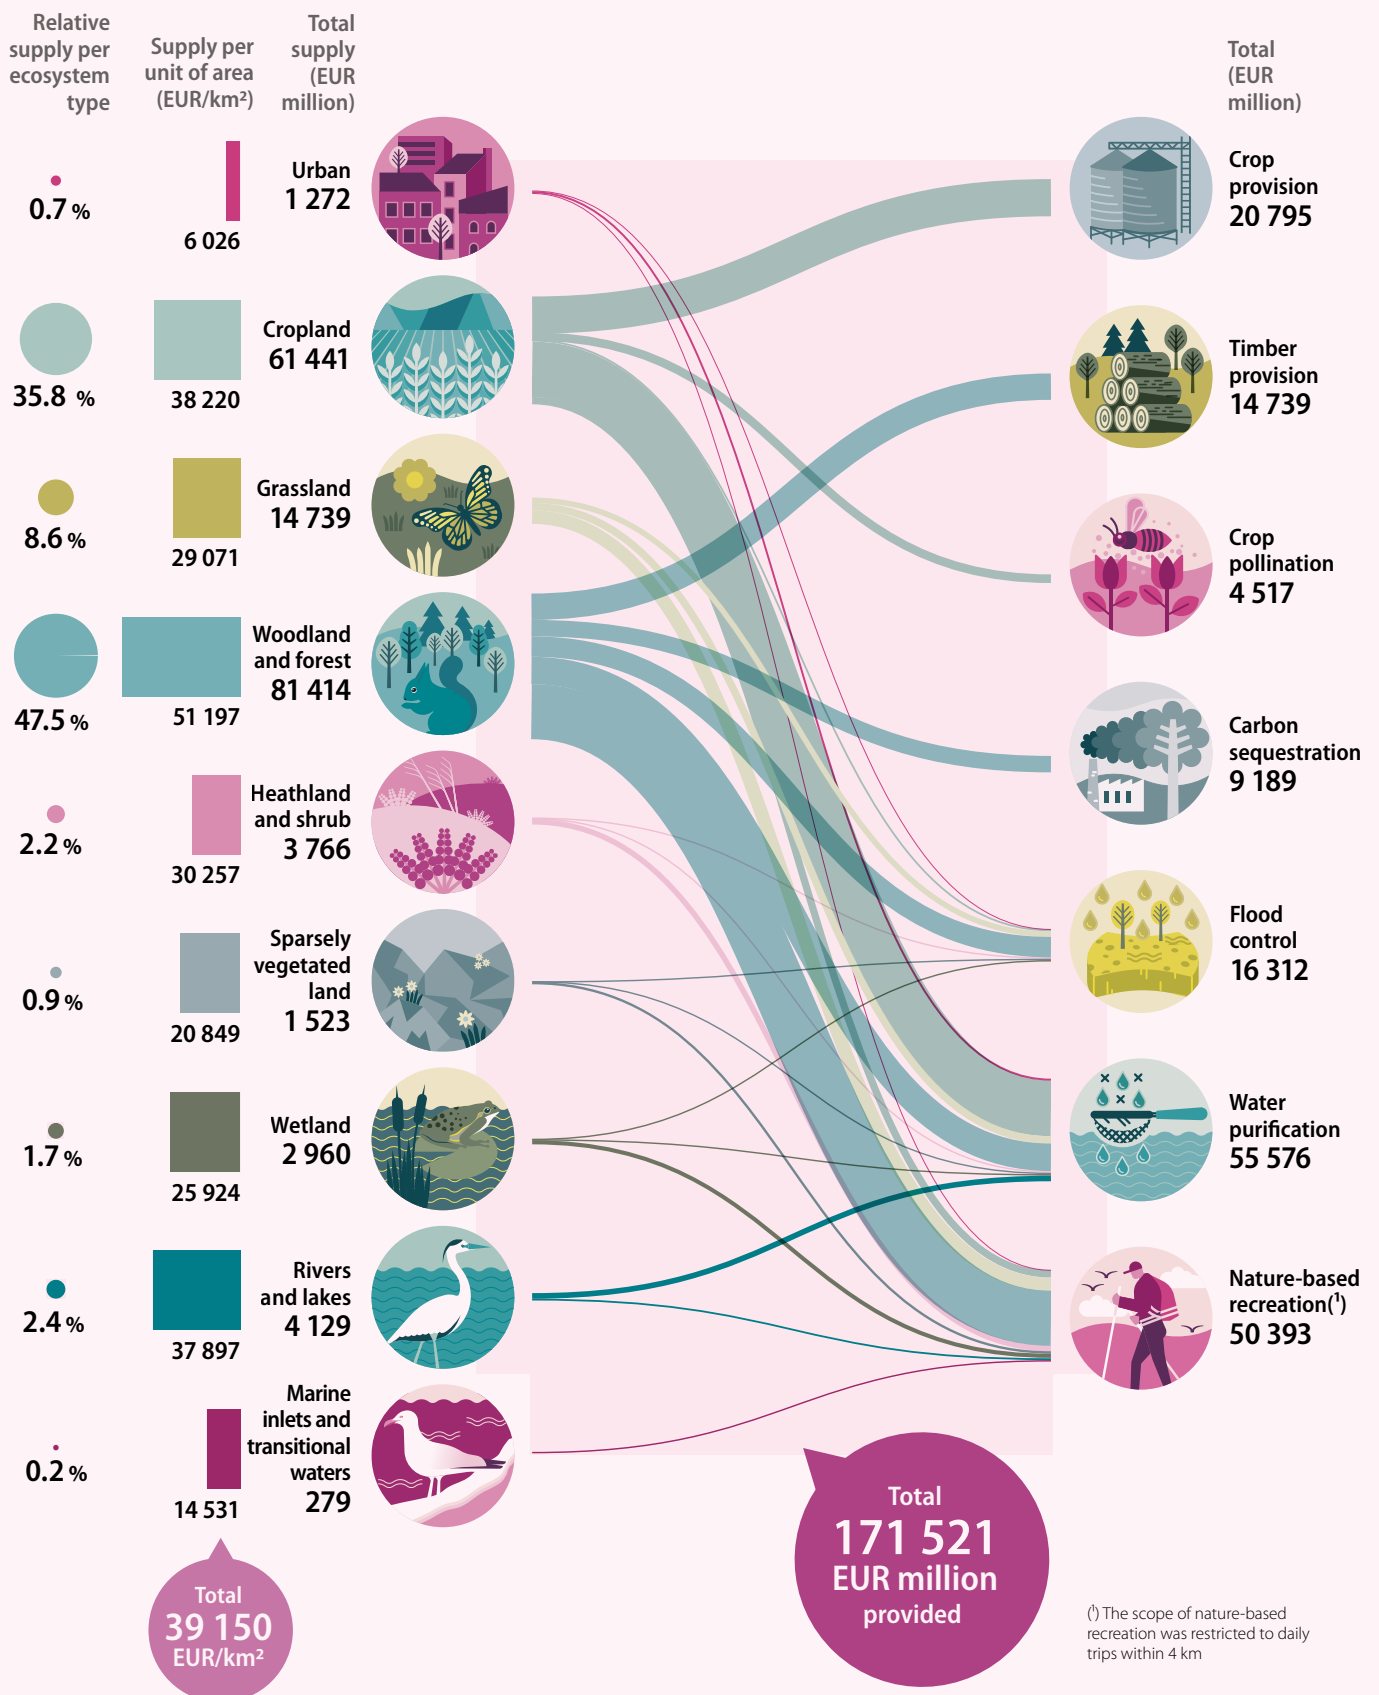 Relative
supply per
ecosystem
type
Supply per
unit of area
(EUR/km²)
Total
supply
(EUR
million)
Total
(EUR
million)
0.7 %
6 026
Urban
1 272
35.8 %
38 220
Cropland
61 441
8.6 %
29 071
Grassland
14 739
47.5 %
51 197
Woodland
and forest
81 414
2.2 %
30 257
Heathland
and shrub
3 766
0.9 %
20 849
Sparsely
vegetated
land
1 523
1.7 %
25 924
Wetland
2 960
2.4 %
37 897
Rivers
and lakes
4 129
0.2 %
14 531
Marine
inlets and
transitional
waters
279
Crop
provision
20 795
Timber
provision
14 739
Crop
pollination
4 517
Carbon
sequestration
9 189
Flood
control
16 312
Water
purification
55 576
Nature-based
recreation(¹)
50 393
Total
39 150
EUR/km²
Total
171 521
EUR million
provided
(¹) The scope of nature-based
recreation was restricted to daily
trips within 4 km